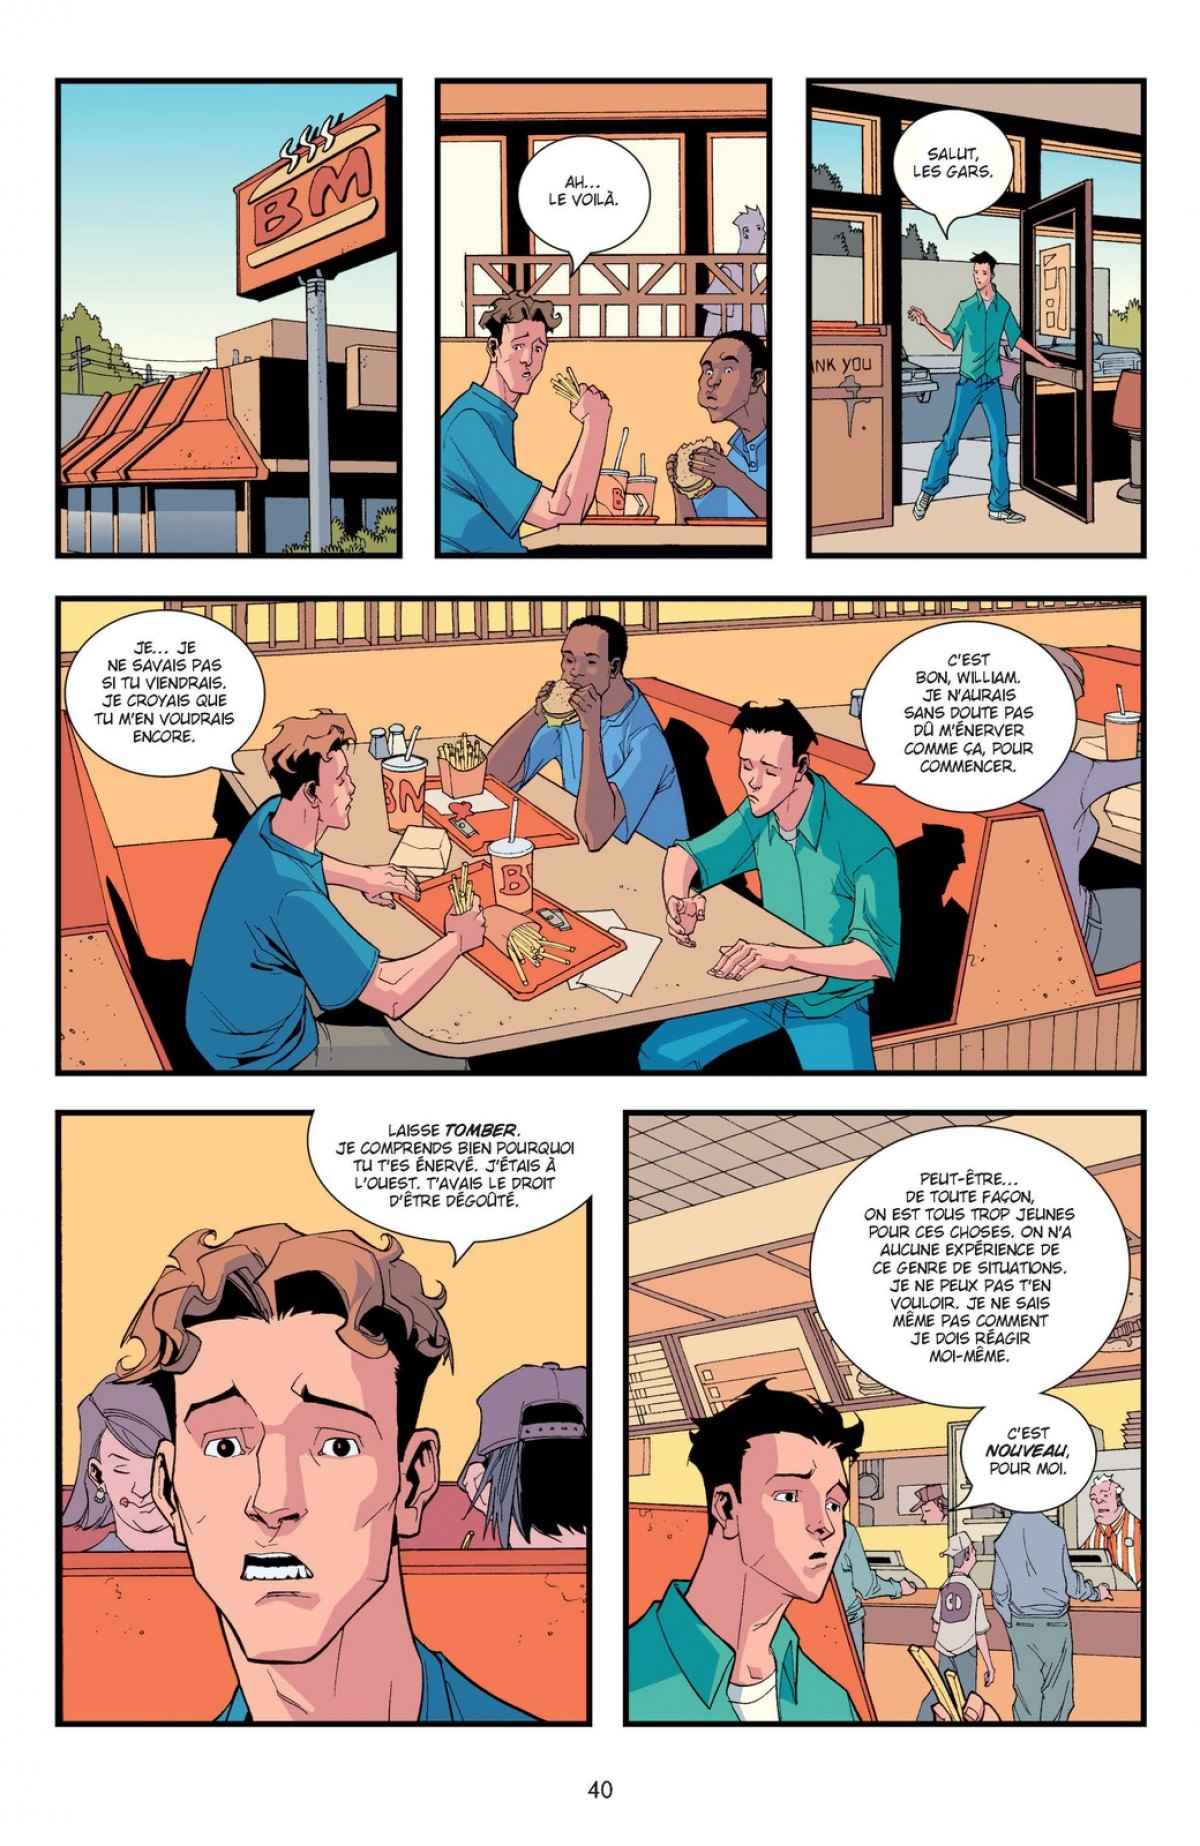 BM
AH...
LE VOILÀ.
B
SALUT,
LES GARS.
NK YOU
JE... JE
NE SAVAIS PAS
SI TU VIENDRAIS.
JE CROYAIS QUE
TU M'EN VOUDRAIS
ENCORE.
C'EST
BON, WILLIAM.
JE N'AURAIS
SANS DOUTE PAS
DÛ M'ÉNERVER
COMME ÇA, POUR
COMMENCER.
BM
B
LAISSE TOMBER.
JE COMPRENDS BIEN POURQUOI
TU T'ES ÉNERVÉ. J'ÉTAIS À
L'OUEST. T'AVAIS LE DROIT
D'ÊTRE DÉGOÛTÉ.
PEUT-ÊTRE...
DE TOUTE FAÇON,
ON EST TOUS TROP JEUNES
POUR CES CHOSES. ON N'A
AUCUNE EXPÉRIENCE DE
CE GENRE DE SITUATIONS.
JE NE PEUX PAS T'EN
VOULOIR. JE NE SAIS
MÊME PAS COMMENT
JE DOIS RÉAGIR
MOI-MÊME.
C'EST
NOUVEAU,
POUR MOI.
40